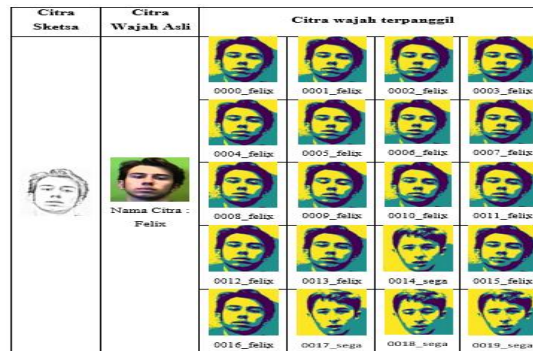 Citra Sketsa
Citra Wajah Asli
Citra wajah terpanggil
Nama Citra :
Felix
0000_felix
0001_felix
0002_felix
0003_felix
0004_felix
0005_felix
0006_felix
0007_felix
0008_felix
0009_felix
0010_felix
0011_felix
0012_felix
0013_felix
0014_sega
0015_felix
0016_felix
0017_sega
0018_sega
0019_sega